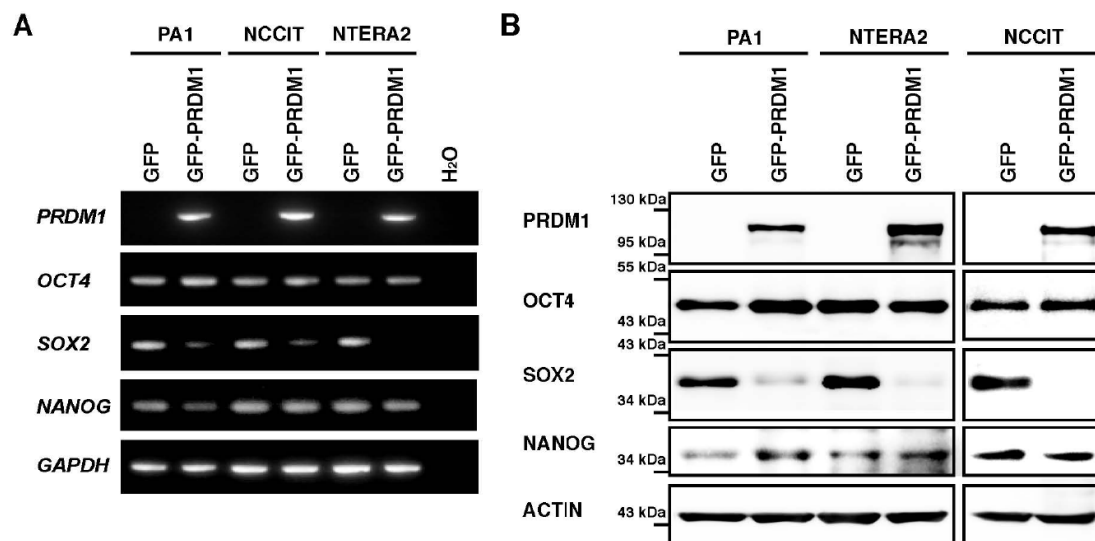 A
PA1 NCCIT NTERA2
GFP GFP-PRDM1 GFP GFP-PRDM1 GFP GFP-PRDM1 H₂O
PRDM1
OCT4
SOX2
NANOG
GAPDH
B
PA1 NTERA2 NCCIT
GFP GFP-PRDM1 GFP GFP-PRDM1 GFP GFP-PRDM1
130 kDa
PRDM1
95 kDa
55 kDa
OCT4
43 kDa
43 kDa
SOX2
34 kDa
NANOG
34 kDa
ACTIN
43 kDa